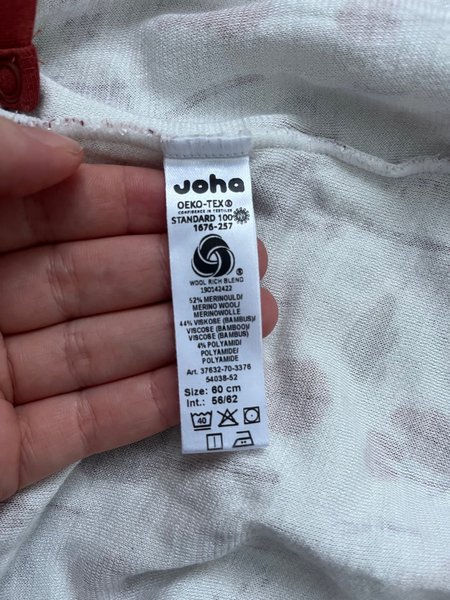 Joha
OEKO-TEX®
CONFIDENCE IN TEXTILES
STANDARD 100
1676-257
®
WOOL RICH BLEND
190142422
52% MERINOULD/
MERINO WOOL/
MERINOWOLLE
44% VISKOSE (BAMBUS)/
VISCOSE (BAMBOO)/
VISCOSE (BAMBUS)
4% POLYAMID/
POLYAMIDE/
POLYAMIDE
Art. 37632-70-3376
54038-52
Size: 60 cm
Int.: 56/62
40